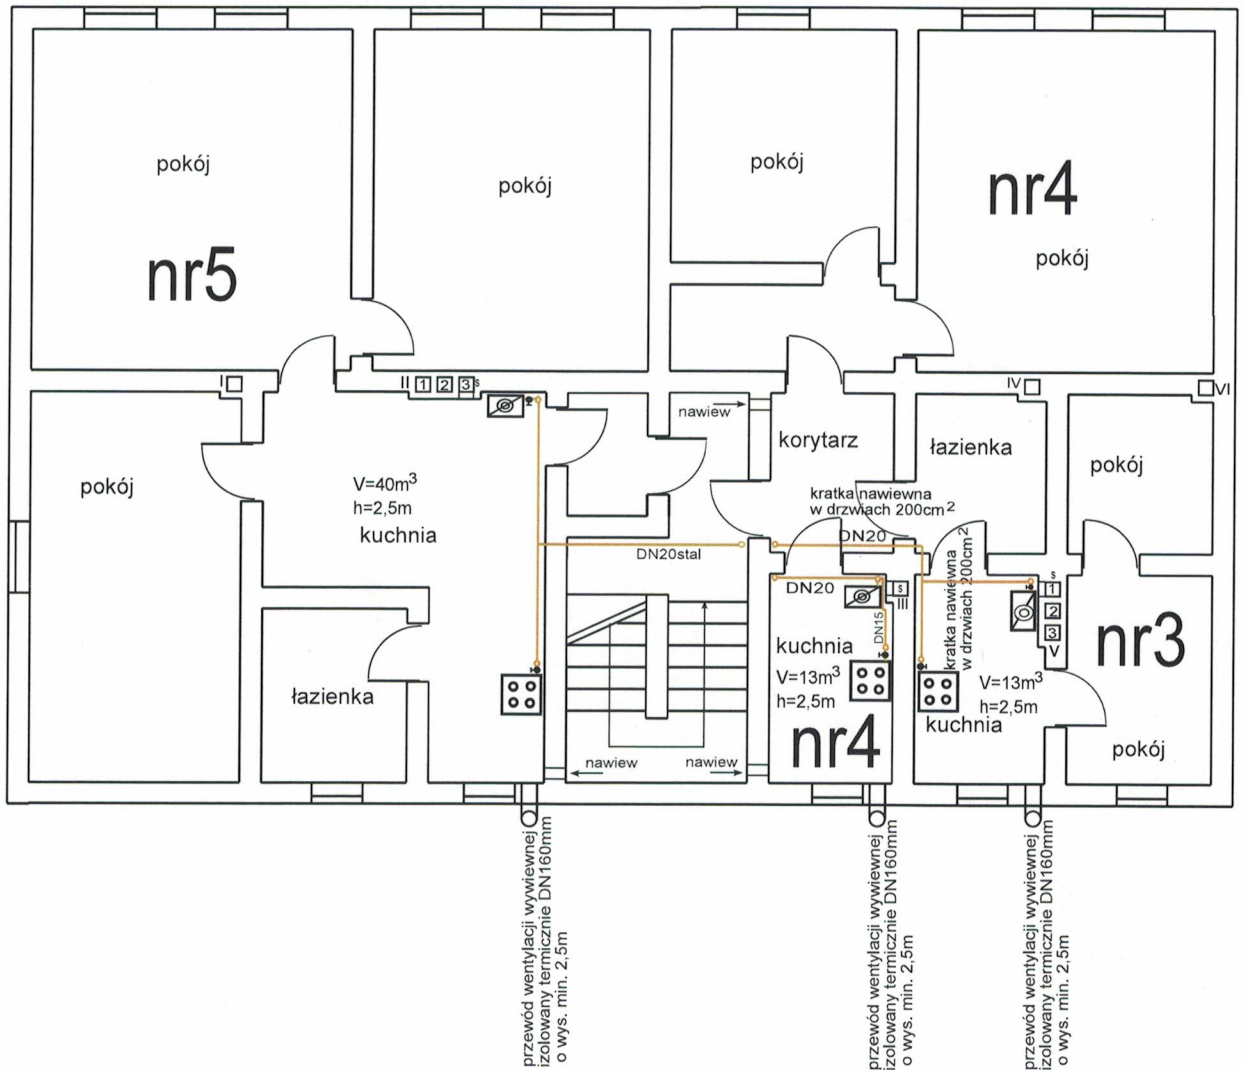 pokój
pokój
pokój
nr4
pokój
nr5
I
II 1 2 3 s
IV
VI
nawiew
korytarz
łazienka
pokój
pokój
V=40m³
h=2,5m
kuchnia
kratka nawiewna
w drzwiach 200cm²
DN20stal
DN20
DN20
s
III
DN15
kratka nawiewna
w drzwiach 200cm²
s
1
2
3
V
nr3
kuchnia
V=13m³
h=2,5m
nr4
V=13m³
h=2,5m
kuchnia
łazienka
pokój
nawiew
nawiew
przewód wentylacji wywiewnej
izolowany termicznie DN160mm
o wys. min. 2,5m
przewód wentylacji wywiewnej
izolowany termicznie DN160mm
o wys. min. 2,5m
przewód wentylacji wywiewnej
izolowany termicznie DN160mm
o wys. min. 2,5m